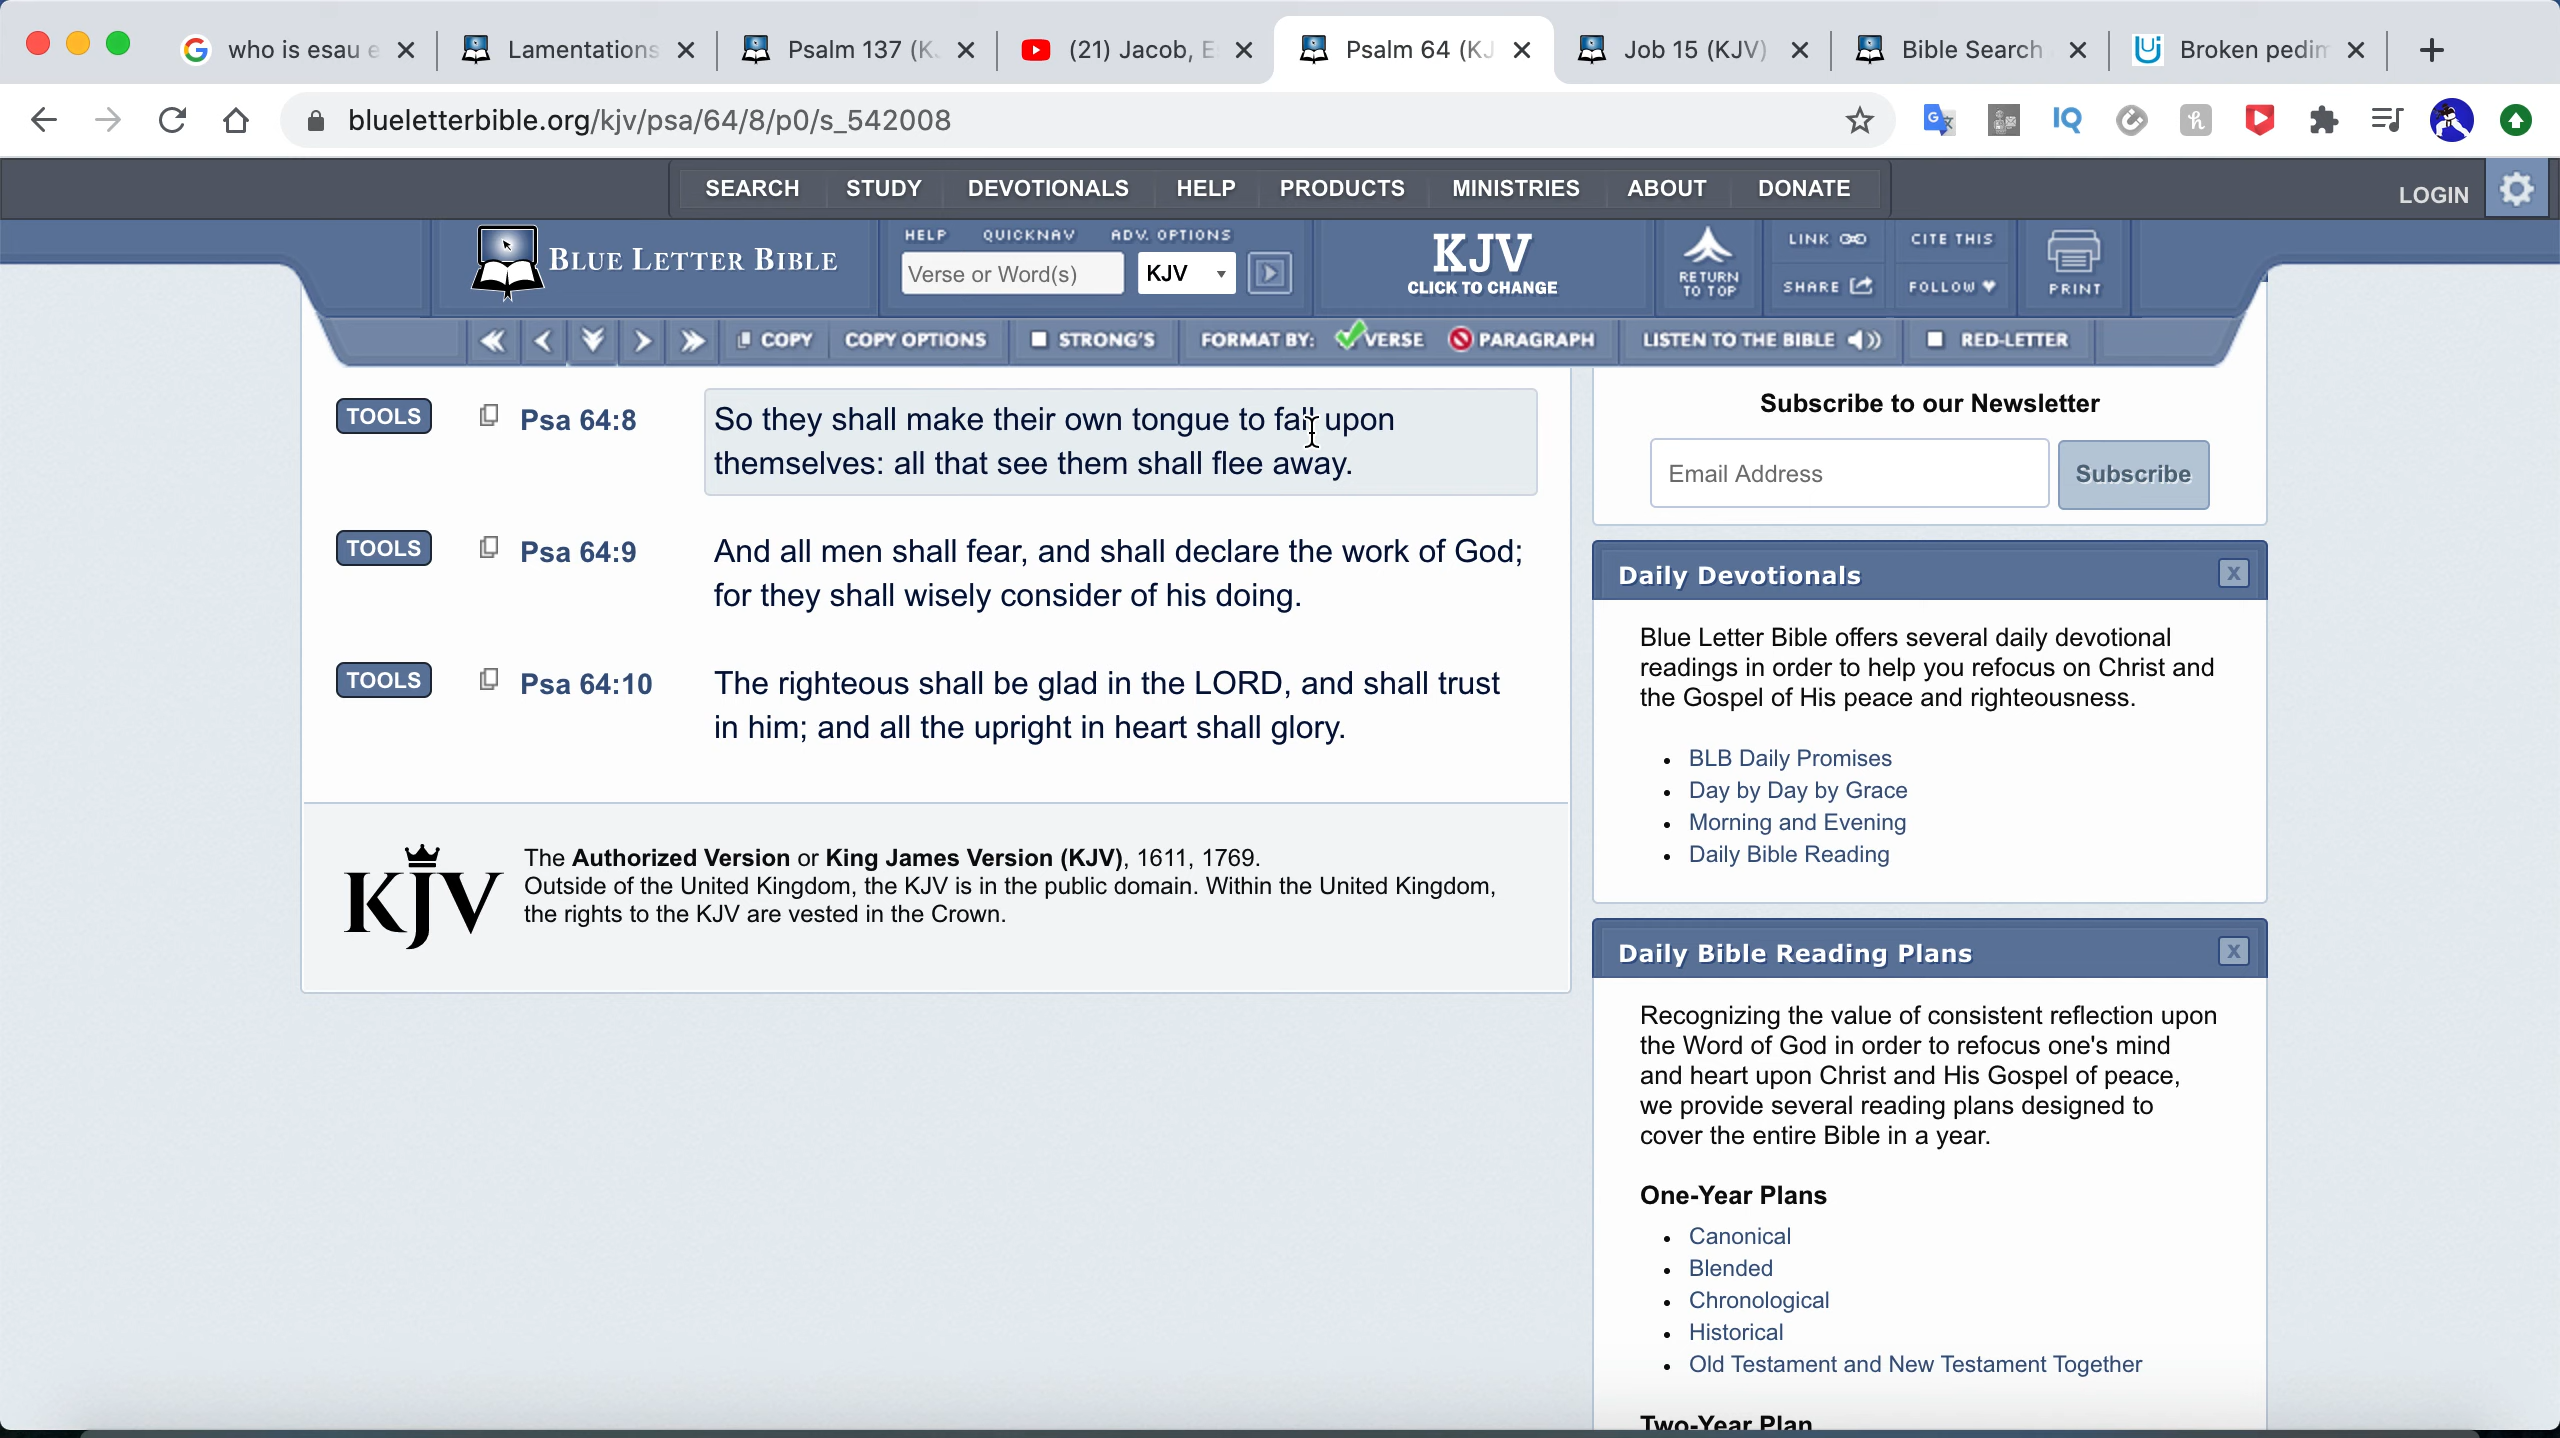 who is esau e
Lamentations
Psalm 137 (K
(21) Jacob, E
Psalm 64 (KJ
Job 15 (KJV)
Bible Search
Broken pedim
blueletterbible.org/kjv/psa/64/8/p0/s_542008
SEARCH STUDY DEVOTIONALS HELP PRODUCTS MINISTRIES ABOUT DONATE
LOGIN
BLUE LETTER BIBLE
HELP QUICKNAV ADV. OPTIONS
Verse or Word(s)
KJV
KJV
CLICK TO CHANGE
RETURN
TO TOP
LINK
CITE THIS
SHARE
FOLLOW
PRINT
COPY COPY OPTIONS STRONG'S FORMAT BY: VERSE PARAGRAPH LISTEN TO THE BIBLE RED-LETTER
TOOLS Psa 64:8 So they shall make their own tongue to fall upon
themselves: all that see them shall flee away.
TOOLS Psa 64:9 And all men shall fear, and shall declare the work of God;
for they shall wisely consider of his doing.
TOOLS Psa 64:10 The righteous shall be glad in the LORD, and shall trust
in him; and all the upright in heart shall glory.
KJV
The Authorized Version or King James Version (KJV), 1611, 1769.
Outside of the United Kingdom, the KJV is in the public domain. Within the United Kingdom,
the rights to the KJV are vested in the Crown.
Subscribe to our Newsletter
Email Address
Subscribe
Daily Devotionals
X
Blue Letter Bible offers several daily devotional
readings in order to help you refocus on Christ and
the Gospel of His peace and righteousness.
BLB Daily Promises
Day by Day by Grace
Morning and Evening
Daily Bible Reading
Daily Bible Reading Plans
X
Recognizing the value of consistent reflection upon
the Word of God in order to refocus one's mind
and heart upon Christ and His Gospel of peace,
we provide several reading plans designed to
cover the entire Bible in a year.
One-Year Plans
Canonical
Blended
Chronological
Historical
Old Testament and New Testament Together
Two-Year Plan